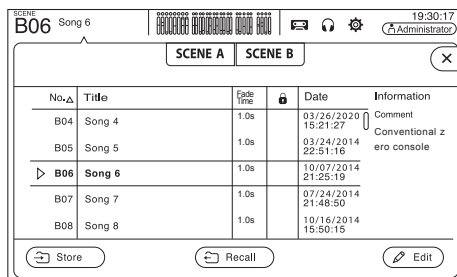 SCENE
B06 Song 6
19:30:17
Administrator
SCENE A SCENE B
No. Title Fade Time Date Information
B04 Song 4 1.0s 03/26/2020 15:21:27 Comment
Conventional z
ero console
B05 Song 5 1.0s 03/24/2014 22:51:16
B06 Song 6 1.0s 10/07/2014 21:25:19
B07 Song 7 1.0s 07/24/2014 21:48:50
B08 Song 8 1.0s 10/16/2014 15:50:15
Store Recall Edit